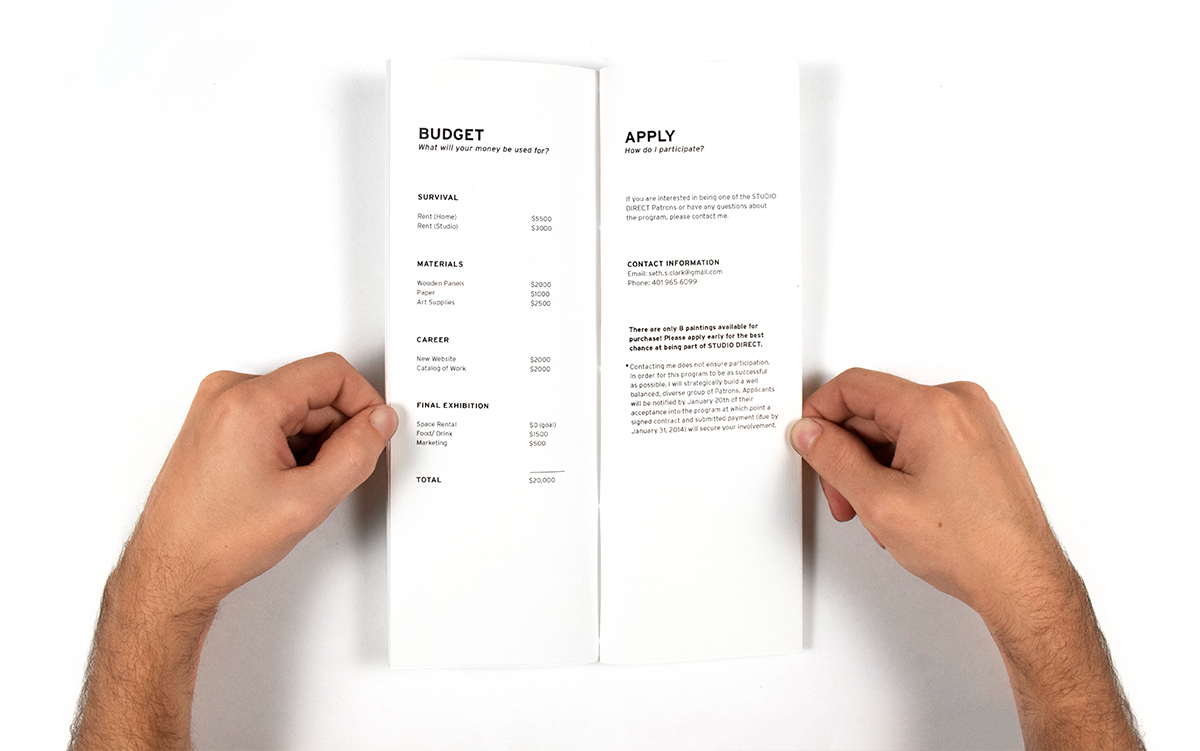 BUDGET
What will your money be used for?
SURVIVAL
Rent (Home) $5500
Rent (Studio) $3000
MATERIALS
Wooden Panels $2000
Paper $1000
Art Supplies $2500
CAREER
New Website $2000
Catalog of Work $2000
FINAL EXHIBITION
Space Rental $0 (goal)
Food/ Drink $1500
Marketing $500
TOTAL $20,000
APPLY
How do I participate?
If you are interested in being one of the STUDIO
DIRECT Patrons or have any questions about
the program, please contact me.
CONTACT INFORMATION
Email: seth.s.clark@gmail.com
Phone: 401 965 6099
There are only 8 paintings available for
purchase! Please apply early for the best
chance at being part of STUDIO DIRECT.
*Contacting me does not ensure participation.
In order for this program to be as successful
as possible, I will strategically build a well
balanced, diverse group of Patrons. Applicants
will be notified by January 20th of their
acceptance into the program at which point a
signed contract and submitted payment (due by
January 31, 2014) will secure your involvement.